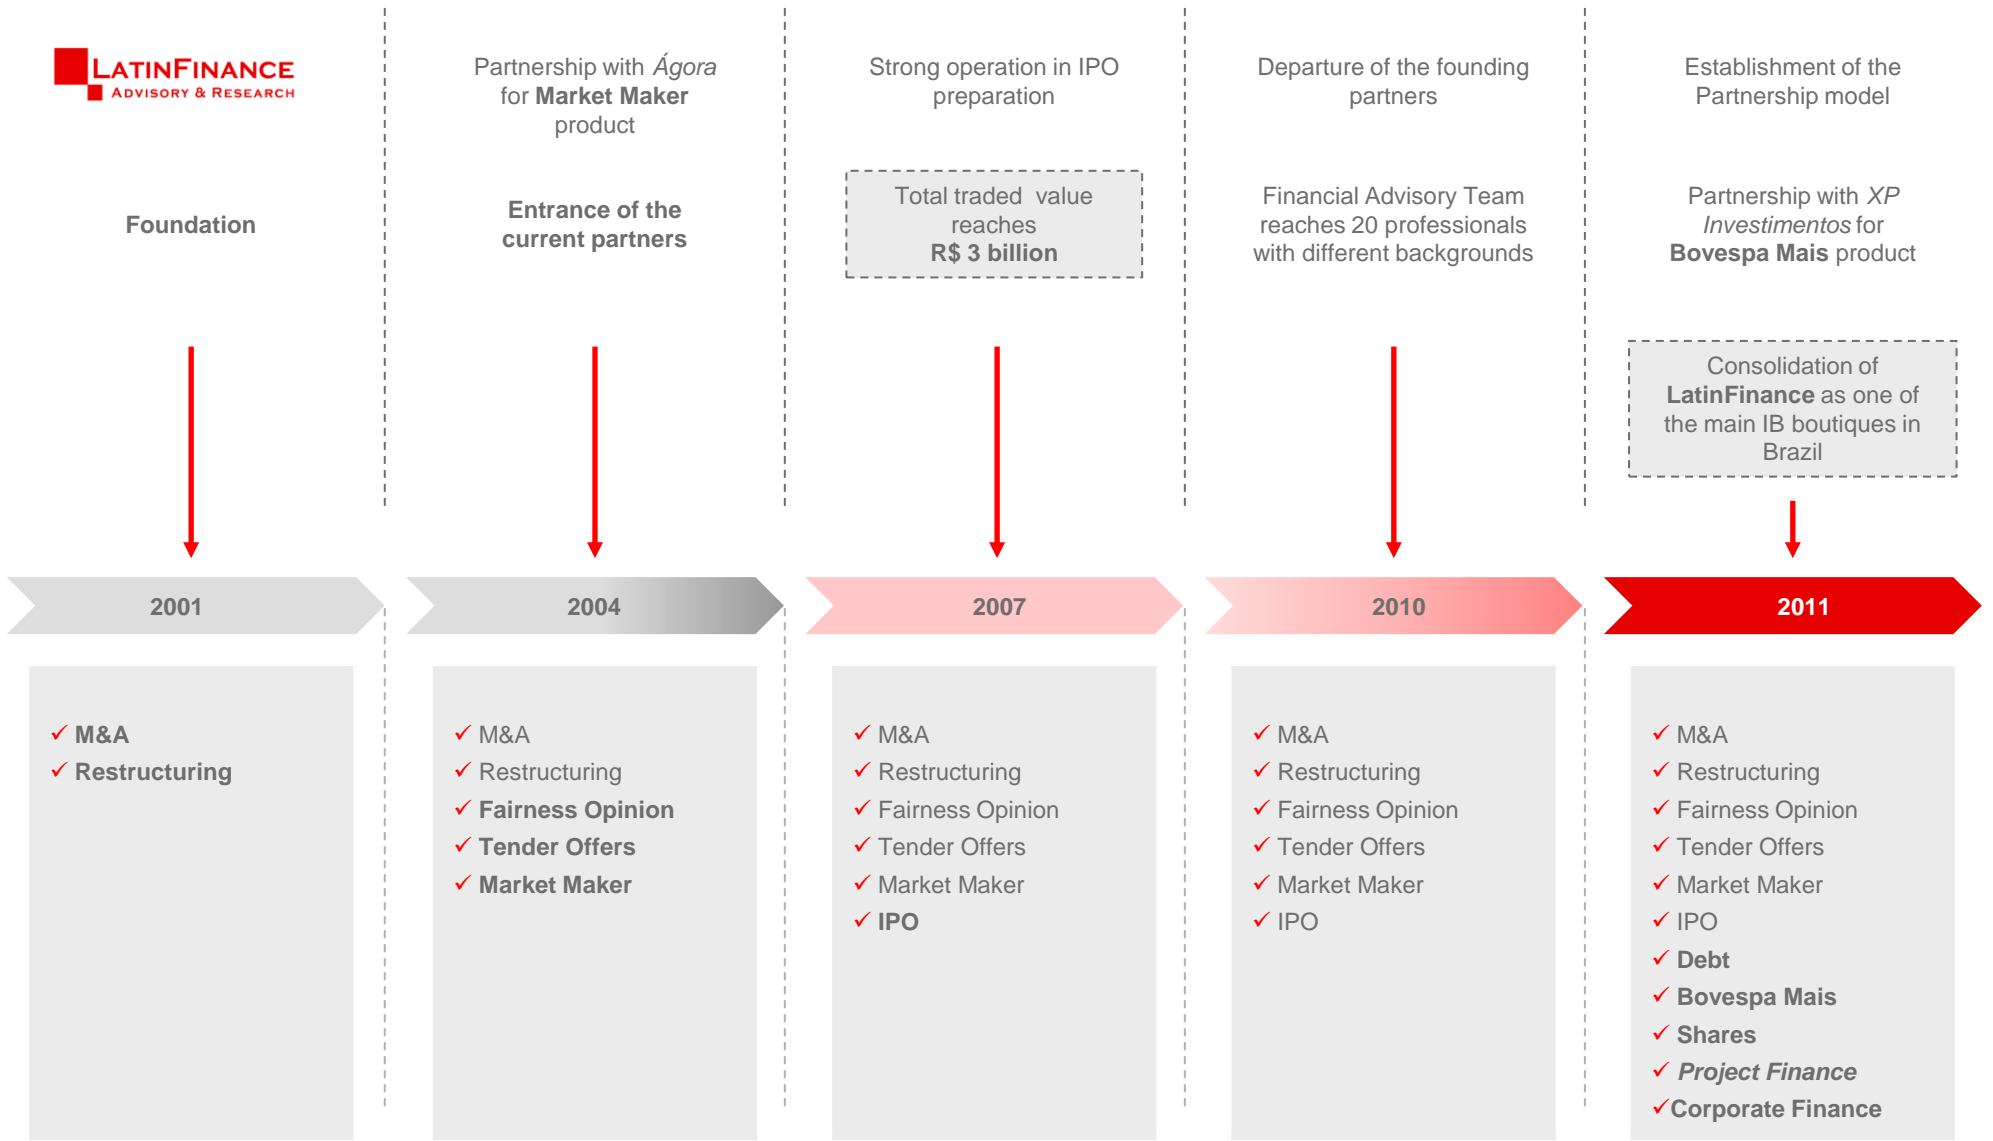 LATINFINANCE
ADVISORY & RESEARCH
Foundation
Partnership with Ágora
for Market Maker
product
Entrance of the
current partners
Strong operation in IPO
preparation
Total traded value
reaches
R$ 3 billion
Departure of the founding
partners
Financial Advisory Team
reaches 20 professionals
with different backgrounds
Establishment of the
Partnership model
Partnership with XP
Investimentos for
Bovespa Mais product
Consolidation of
LatinFinance as one of
the main IB boutiques in
Brazil
2001
2004
2007
2010
2011
✓ M&A
✓ Restructuring
✓ M&A
✓ Restructuring
✓ Fairness Opinion
✓ Tender Offers
✓ Market Maker
✓ M&A
✓ Restructuring
✓ Fairness Opinion
✓ Tender Offers
✓ Market Maker
✓ IPO
✓ M&A
✓ Restructuring
✓ Fairness Opinion
✓ Tender Offers
✓ Market Maker
✓ IPO
✓ M&A
✓ Restructuring
✓ Fairness Opinion
✓ Tender Offers
✓ Market Maker
✓ IPO
✓ Debt
✓ Bovespa Mais
✓ Shares
✓ Project Finance
✓ Corporate Finance